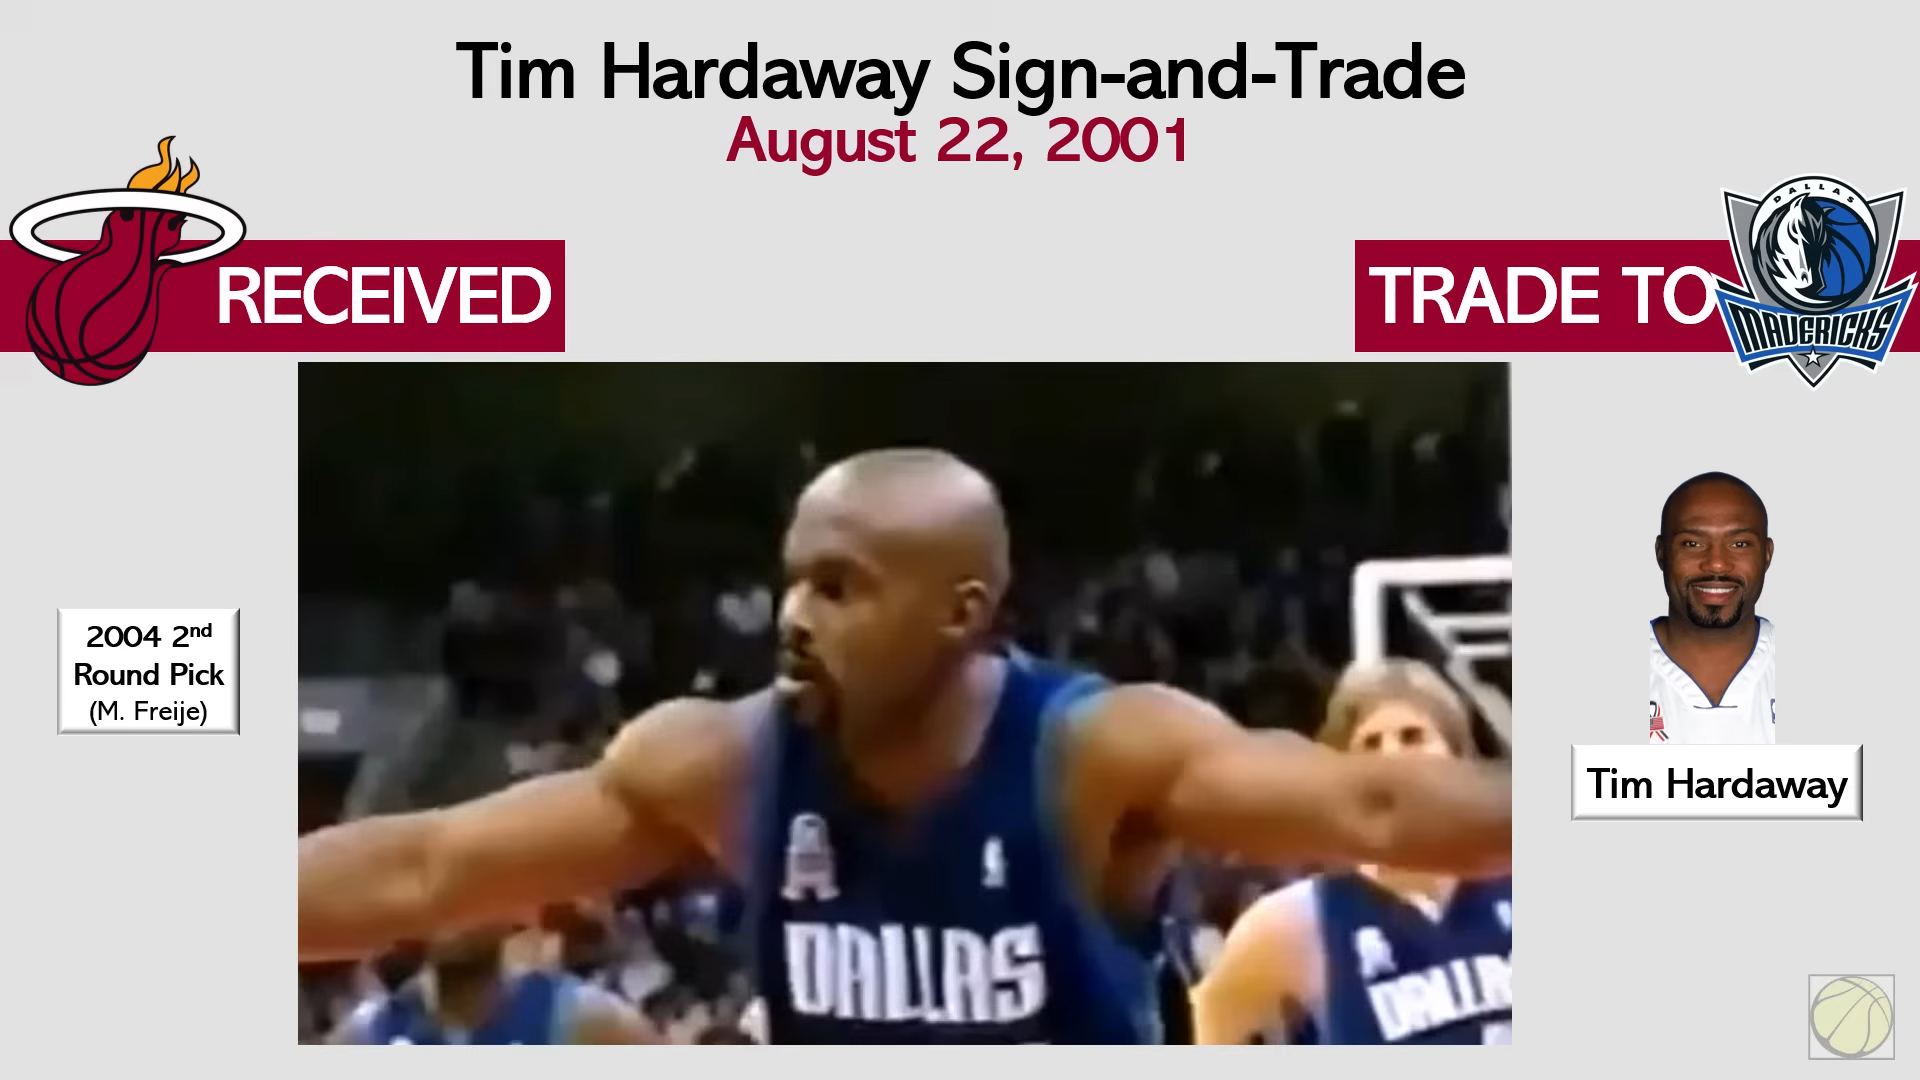 Tim Hardaway Sign-and-Trade
August 22, 2001
RECEIVED
TRADE TO
DALLAS
MAVERICKS
2004 2nd
Round Pick
(M. Freije)
Tim Hardaway
DALLAS